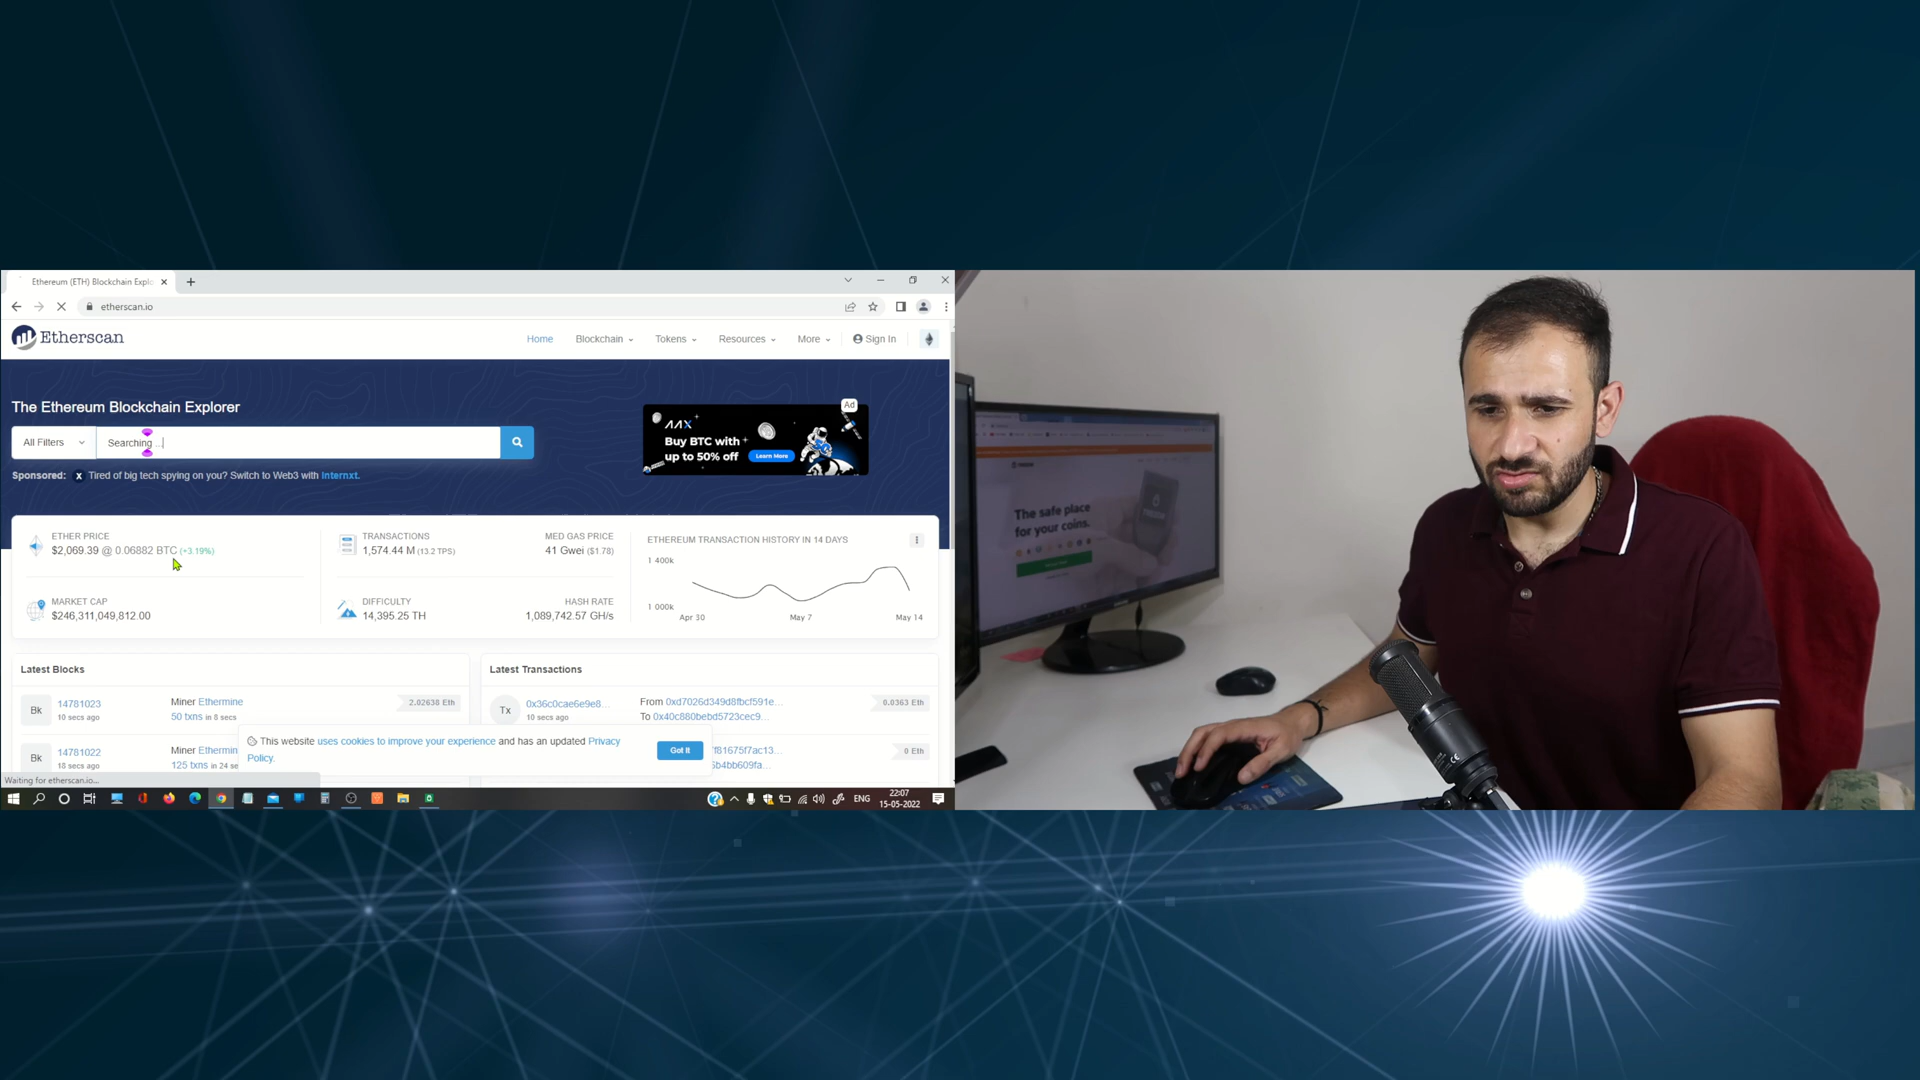 Ethereum (ETH) Blockchain Explo
etherscan.io
Etherscan
Home
Blockchain
Tokens
Resources
More
Sign In
The Ethereum Blockchain Explorer
All Filters
Searching ...
Sponsored: Tired of big tech spying on you? Switch to Web3 with Internxt.
Ad
AAX
Buy BTC with
up to 50% off
Learn More
ETHER PRICE
$2,069.39 @ 0.06882 BTC (+3.19%)
MARKET CAP
$246,311,049,812.00
TRANSACTIONS
1,574.44 M (13.2 TPS)
MED GAS PRICE
41 Gwei ($1.78)
DIFFICULTY
14,395.25 TH
HASH RATE
1,089,742.57 GH/s
ETHEREUM TRANSACTION HISTORY IN 14 DAYS
1 400k
1 000k
Apr 30
May 7
May 14
Latest Blocks
Bk
14781023
10 secs ago
Miner Ethermine
50 txns in 8 secs
2.02638 Eth
Bk
14781022
18 secs ago
Miner Ethermin
125 txns in 24 se
Latest Transactions
Tx
0x36c0cae6e9e8...
10 secs ago
From 0xd7026d349d8fbcf591e...
To 0x40c880bebd5723cec9...
0.0363 Eth
f81675f7ac13...
5b4bb609fa...
0 Eth
This website uses cookies to improve your experience and has an updated Privacy
Policy.
Got It
Waiting for etherscan.io...
ENG
22:07
15-05-2022
The safe place
for your coins.